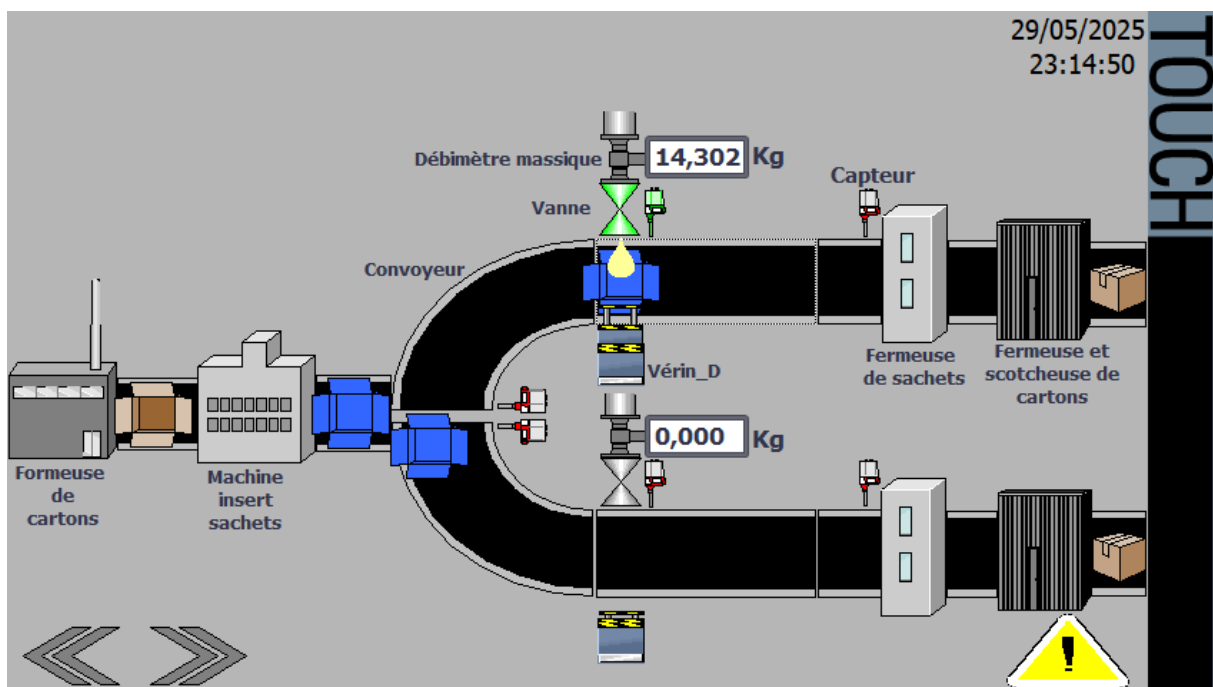 29/05/2025
23:14:50
TOUCH
Débimètre massique
14,302 Kg
Vanne
Capteur
Convoyeur
Vérin_D
Fermeuse
de sachets
Fermeuse et
scotcheuse de
cartons
0,000 Kg
Formeuse
de
cartons
Machine
insert
sachets
!